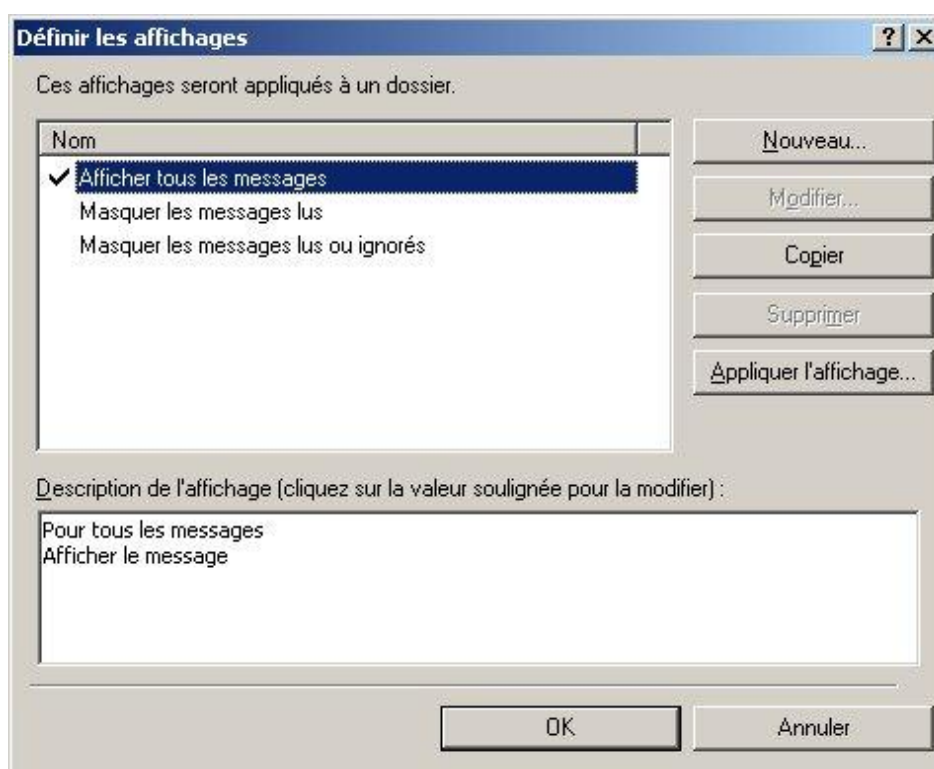 Définir les affichages
Ces affichages seront appliqués à un dossier.
Nom
Afficher tous les messages
Masquer les messages lus
Masquer les messages lus ou ignorés
Nouveau...
Modifier...
Copier
Supprimer
Appliquer l'affichage...
Description de l'affichage (cliquez sur la valeur soulignée pour la modifier) :
Pour tous les messages
Afficher le message
OK
Annuler